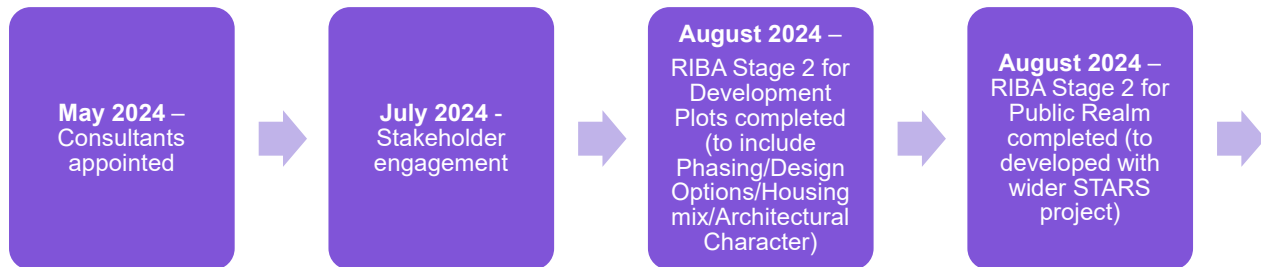 May 2024 –
Consultants
appointed
July 2024 -
Stakeholder
engagement
August 2024 –
RIBA Stage 2 for
Development
Plots completed
(to include
Phasing/Design
Options/Housing
mix/Architectural
Character)
August 2024 –
RIBA Stage 2 for
Public Realm
completed (to
developed with
wider STARS
project)